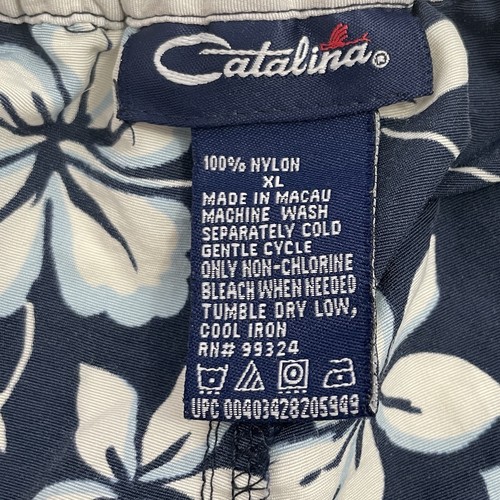 Catalina®
100% NYLON
XL
MADE IN MACAU
MACHINE WASH
SEPARATELY COLD
GENTLE CYCLE
ONLY NON-CHLORINE
BLEACH WHEN NEEDED
TUMBLE DRY LOW,
COOL IRON
RN# 99324
UPC 00403428205949